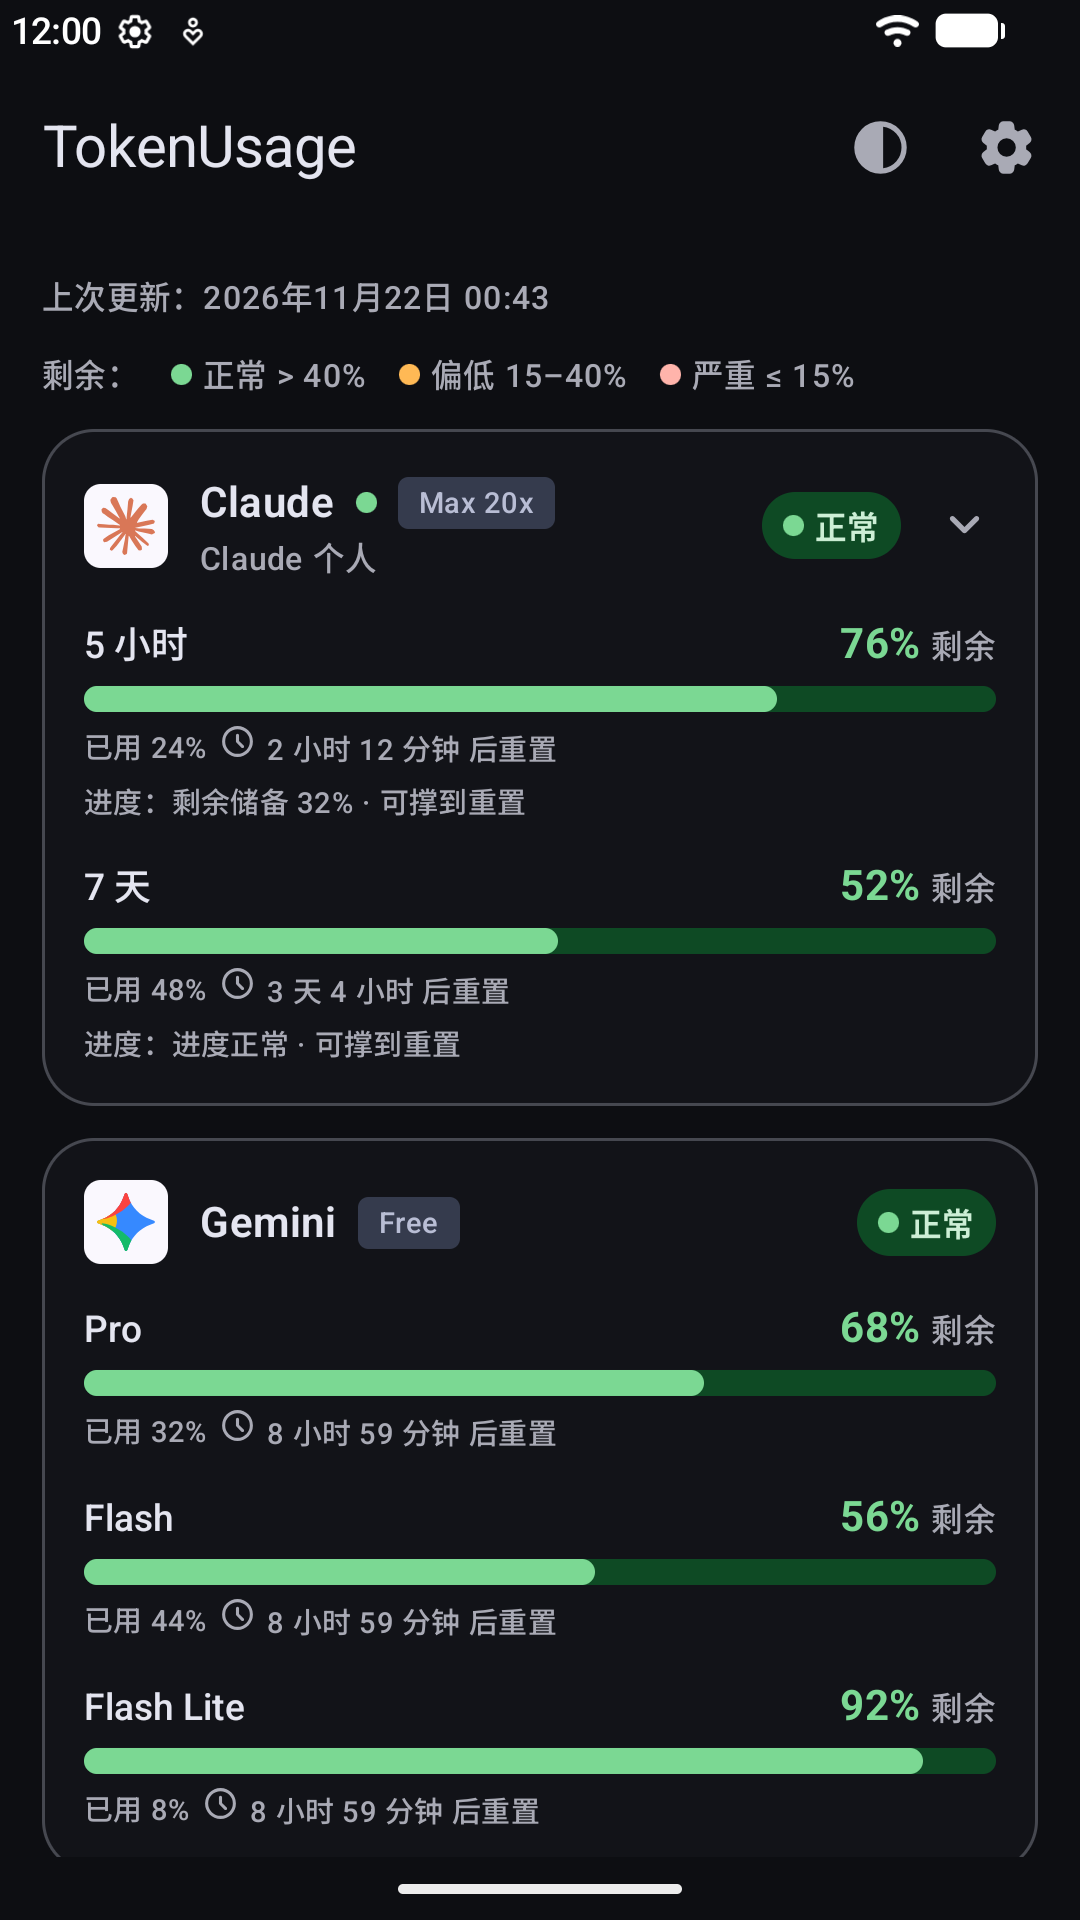 12:00
TokenUsage
上次更新：2026年11月22日 00:43
剩余： 正常 > 40% 偏低 15–40% 严重 ≤ 15%
Claude Max 20x 正常
Claude 个人
5 小时 76% 剩余
已用 24% 2 小时 12 分钟 后重置
进度：剩余储备 32% · 可撑到重置
7 天 52% 剩余
已用 48% 3 天 4 小时 后重置
进度：进度正常 · 可撑到重置
Gemini Free 正常
Pro 68% 剩余
已用 32% 8 小时 59 分钟 后重置
Flash 56% 剩余
已用 44% 8 小时 59 分钟 后重置
Flash Lite 92% 剩余
已用 8% 8 小时 59 分钟 后重置